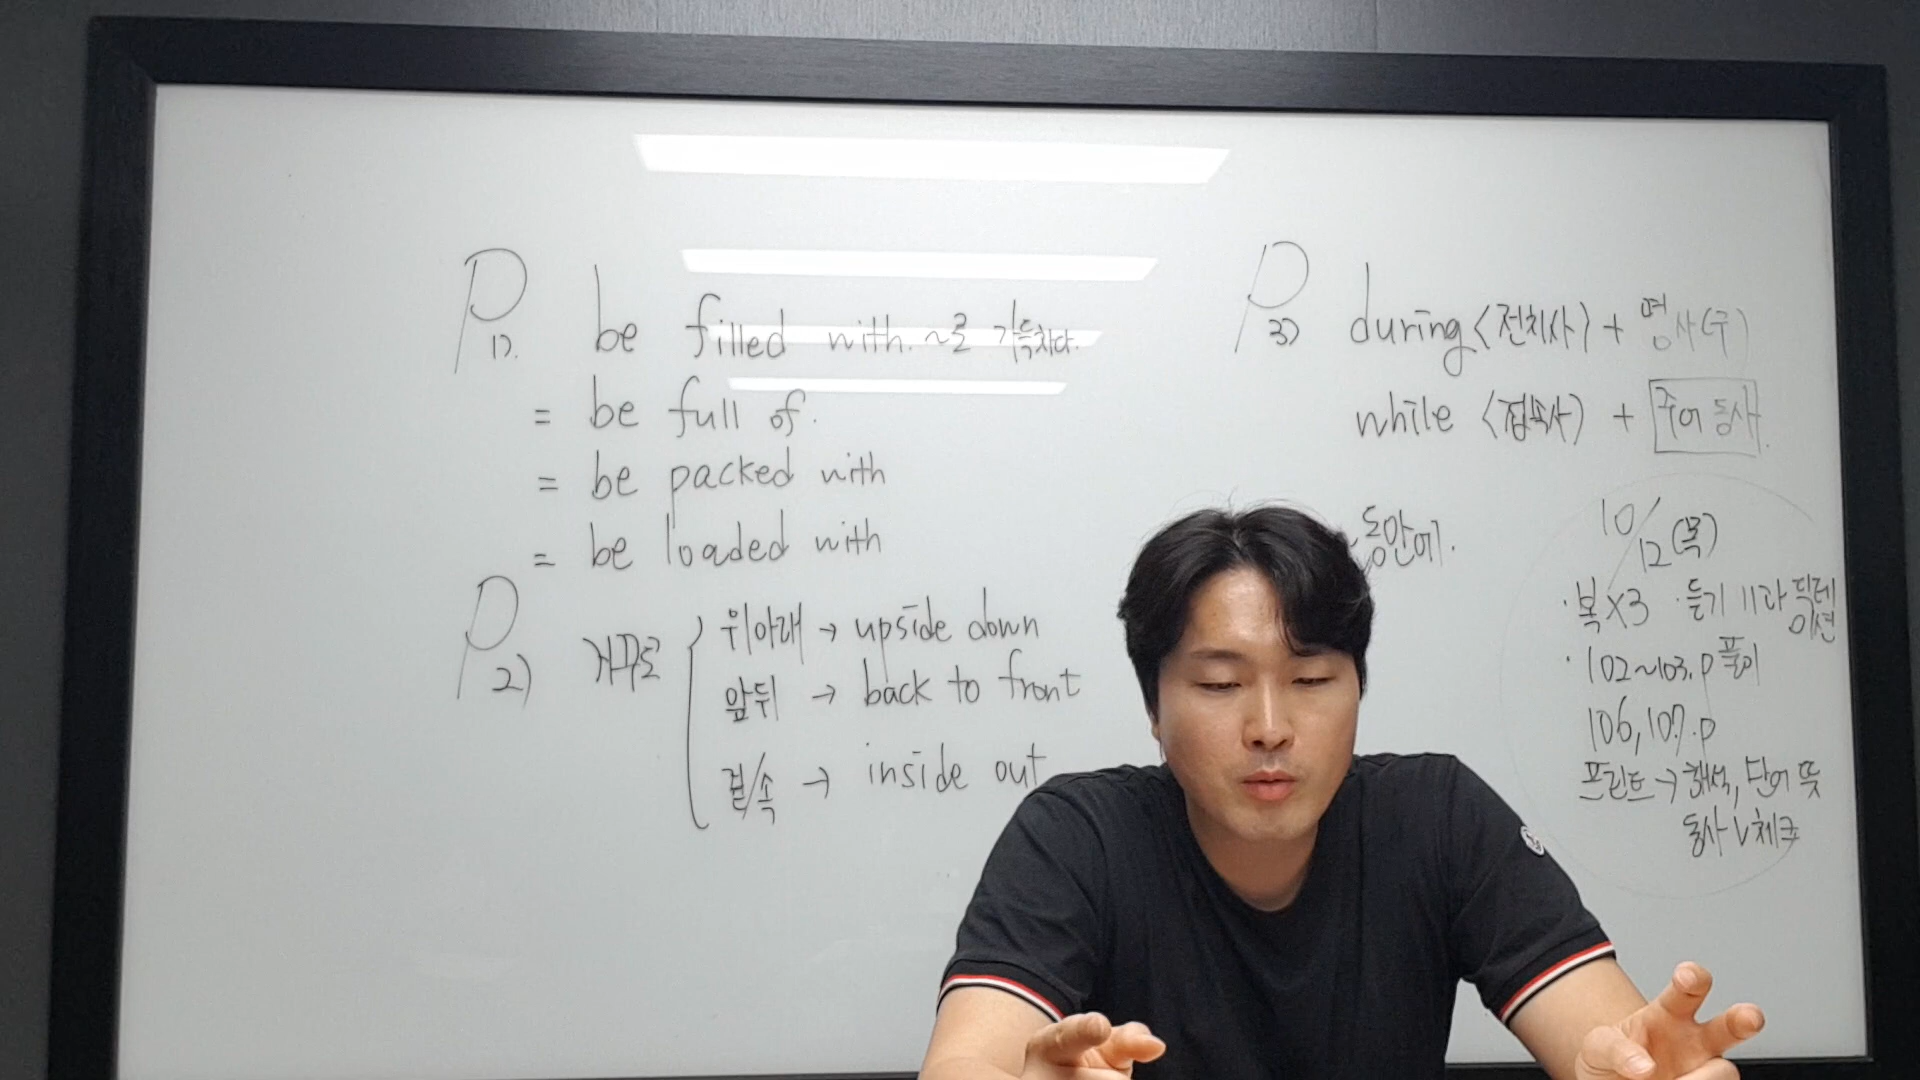 P 1). be filled with. ~로 가득차다.
= be full of.
= be packed with
= be loaded with
P 2) 거꾸로
위아래 → upside down
앞뒤 → back to front
겉/속 → inside out
P 3) during <전치사> + 명사(구)
while <접속사> + 주어 동사.
동안에.
10/12 (목)
· 복x3 · 듣기 11과 딕테이션
· 102~103.p 풀이
106, 107.p
프린트 → 해석, 단어 뜻
동사 V 체크